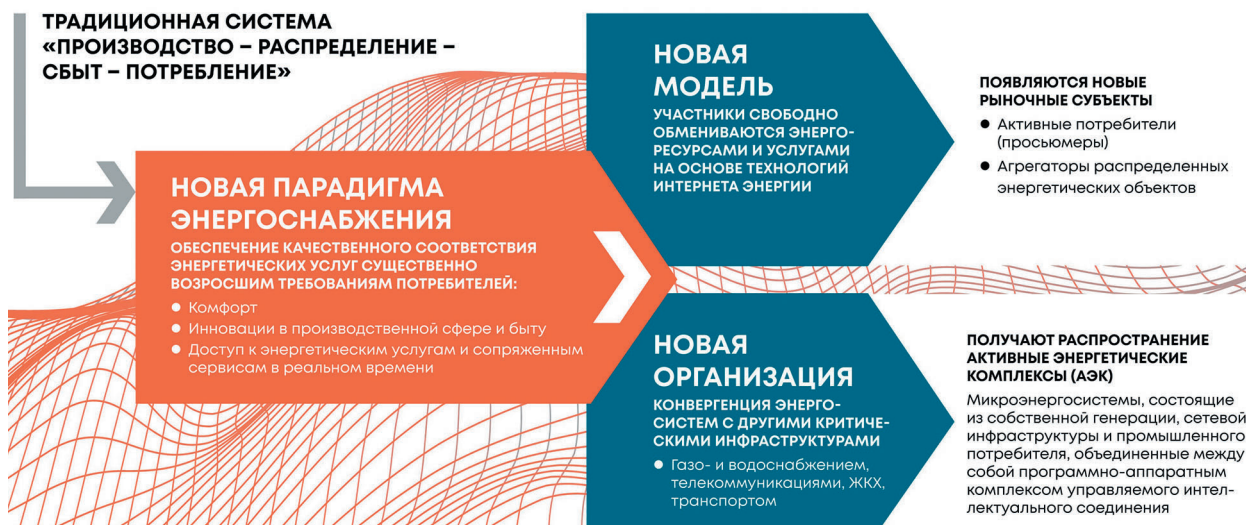 ТРАДИЦИОННАЯ СИСТЕМА
«ПРОИЗВОДСТВО – РАСПРЕДЕЛЕНИЕ –
СБЫТ – ПОТРЕБЛЕНИЕ»
НОВАЯ ПАРАДИГМА
ЭНЕРГОСНАБЖЕНИЯ
ОБЕСПЕЧЕНИЕ КАЧЕСТВЕННОГО СООТВЕТСТВИЯ
ЭНЕРГЕТИЧЕСКИХ УСЛУГ СУЩЕСТВЕННО
ВОЗРОСШИМ ТРЕБОВАНИЯМ ПОТРЕБИТЕЛЕЙ:
● Комфорт
● Инновации в производственной сфере и быту
● Доступ к энергетическим услугам и сопряженным
сервисам в реальном времени
НОВАЯ
МОДЕЛЬ
УЧАСТНИКИ СВОБОДНО
ОБМЕНИВАЮТСЯ ЭНЕРГО-
РЕСУРСАМИ И УСЛУГАМИ
НА ОСНОВЕ ТЕХНОЛОГИЙ
ИНТЕРНЕТА ЭНЕРГИИ
ПОЯВЛЯЮТСЯ НОВЫЕ
РЫНОЧНЫЕ СУБЪЕКТЫ
● Активные потребители
(просьюмеры)
● Агрегаторы распределенных
энергетических объектов
НОВАЯ
ОРГАНИЗАЦИЯ
КОНВЕРГЕНЦИЯ ЭНЕРГО-
СИСТЕМ С ДРУГИМИ КРИТИЧЕ-
СКИМИ ИНФРАСТРУКТУРАМИ
● Газо- и водоснабжением,
телекоммуникациями, ЖКХ,
транспортом
ПОЛУЧАЮТ РАСПРОСТРАНЕНИЕ
АКТИВНЫЕ ЭНЕРГЕТИЧЕСКИЕ
КОМПЛЕКСЫ (АЭК)
Микроэнергосистемы, состоящие
из собственной генерации, сетевой
инфраструктуры и промышленного
потребителя, объединенные между
собой программно-аппаратным
комплексом управляемого интел-
лектуального соединения